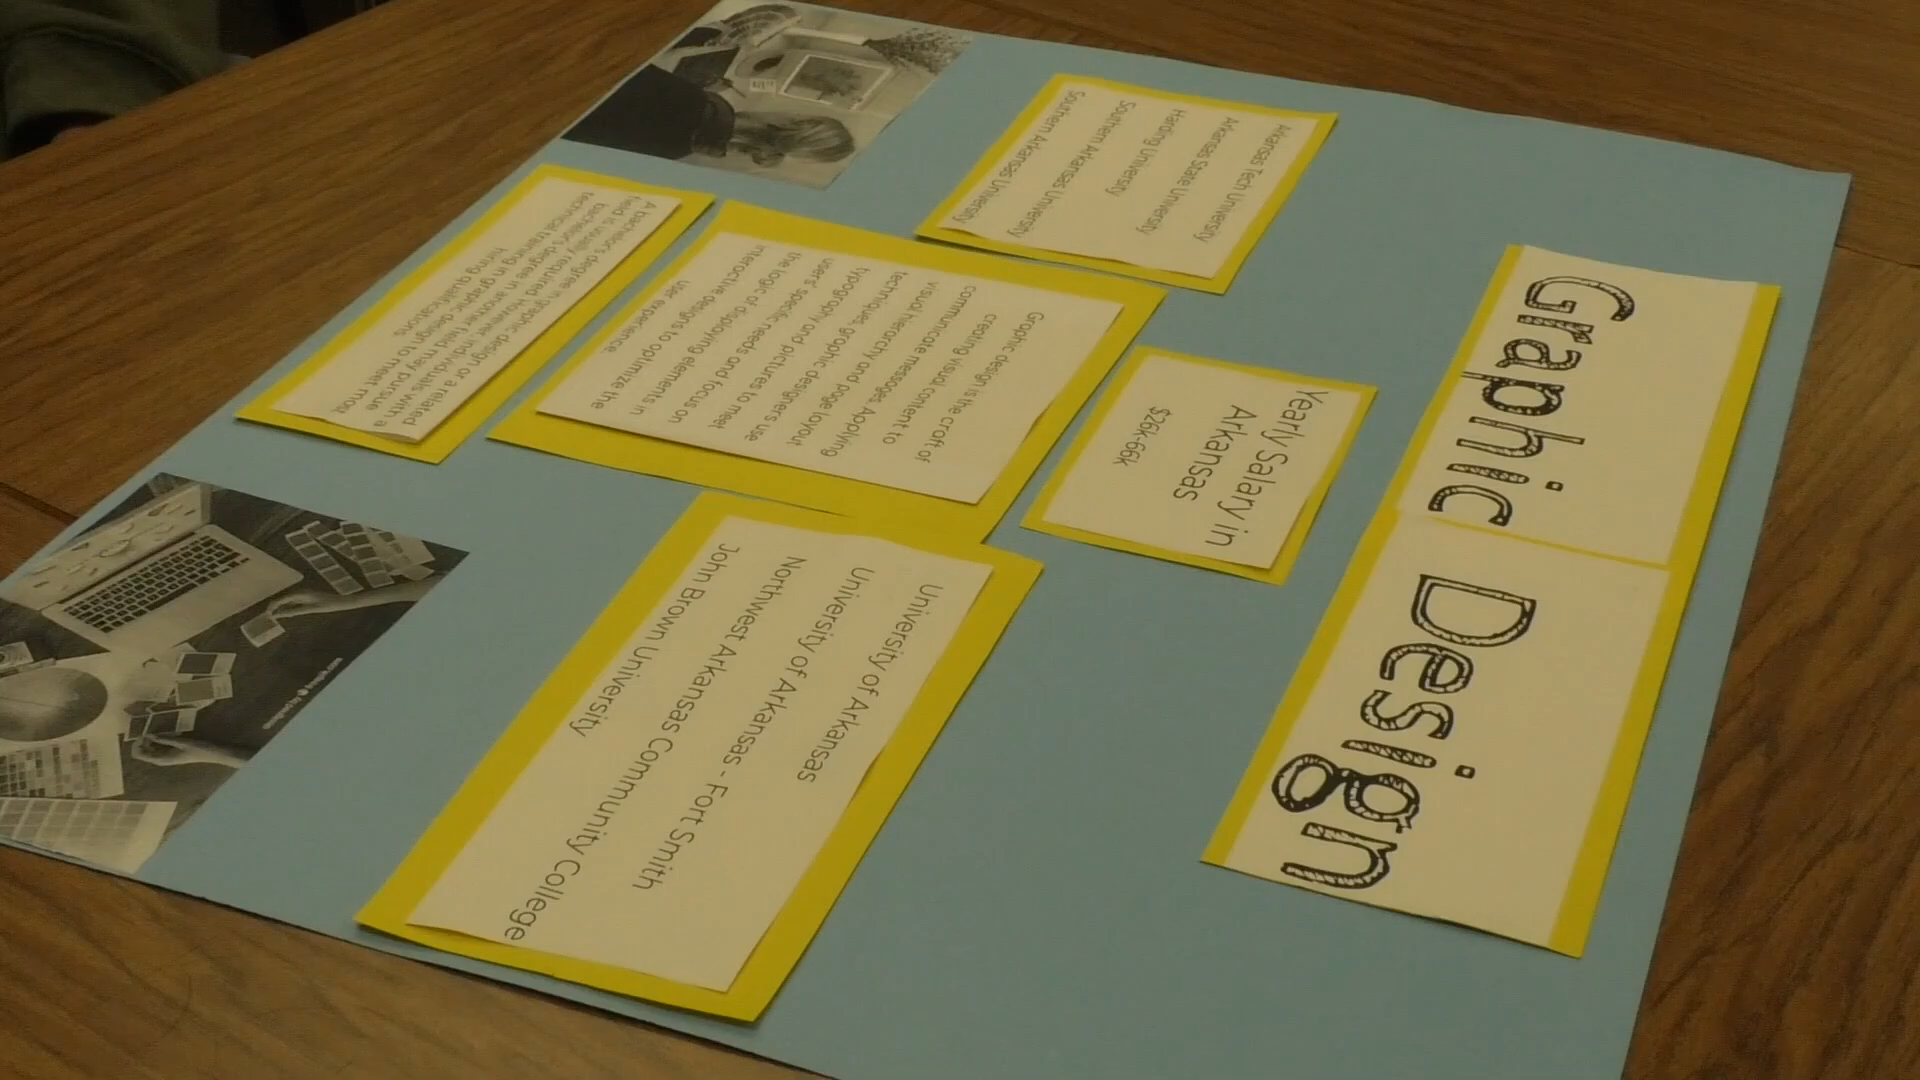 Graphic Design
Arkansas Tech University
Arkansas State University
Harding University
Southern Arkansas University
Southern Arkansas University
Yearly Salary in
Arkansas
$26k-66k
University of Arkansas
University of Arkansas - Fort Smith
Northwest Arkansas Community College
John Brown University
Graphic design is the craft of
creating visual content to
communicate messages. Applying
visual hierarchy and page layout
techniques, graphic designers use
typography and pictures to meet
users' specific needs and focus on
the logic of displaying elements in
interactive designs to optimize the
user experience.
A bachelor's degree in graphic design or a related
field is usually required. However individuals with a
bachelor's degree in another field may pursue
technical training in graphic design to meet most
hiring qualifications